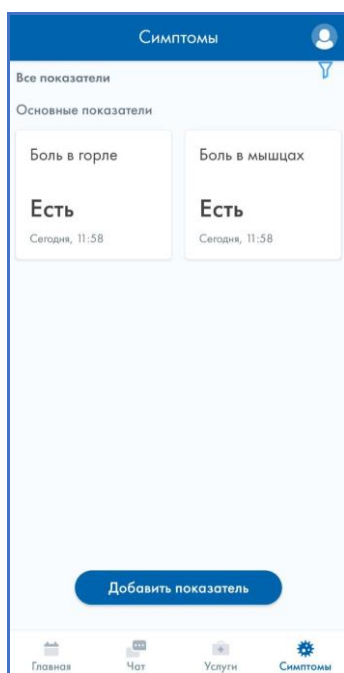 Симптомы
Все показатели
Основные показатели
Боль в горле
Есть
Сегодня, 11:58
Боль в мышцах
Есть
Сегодня, 11:58
Добавить показатель
Главная
Чат
Услуги
Симптомы